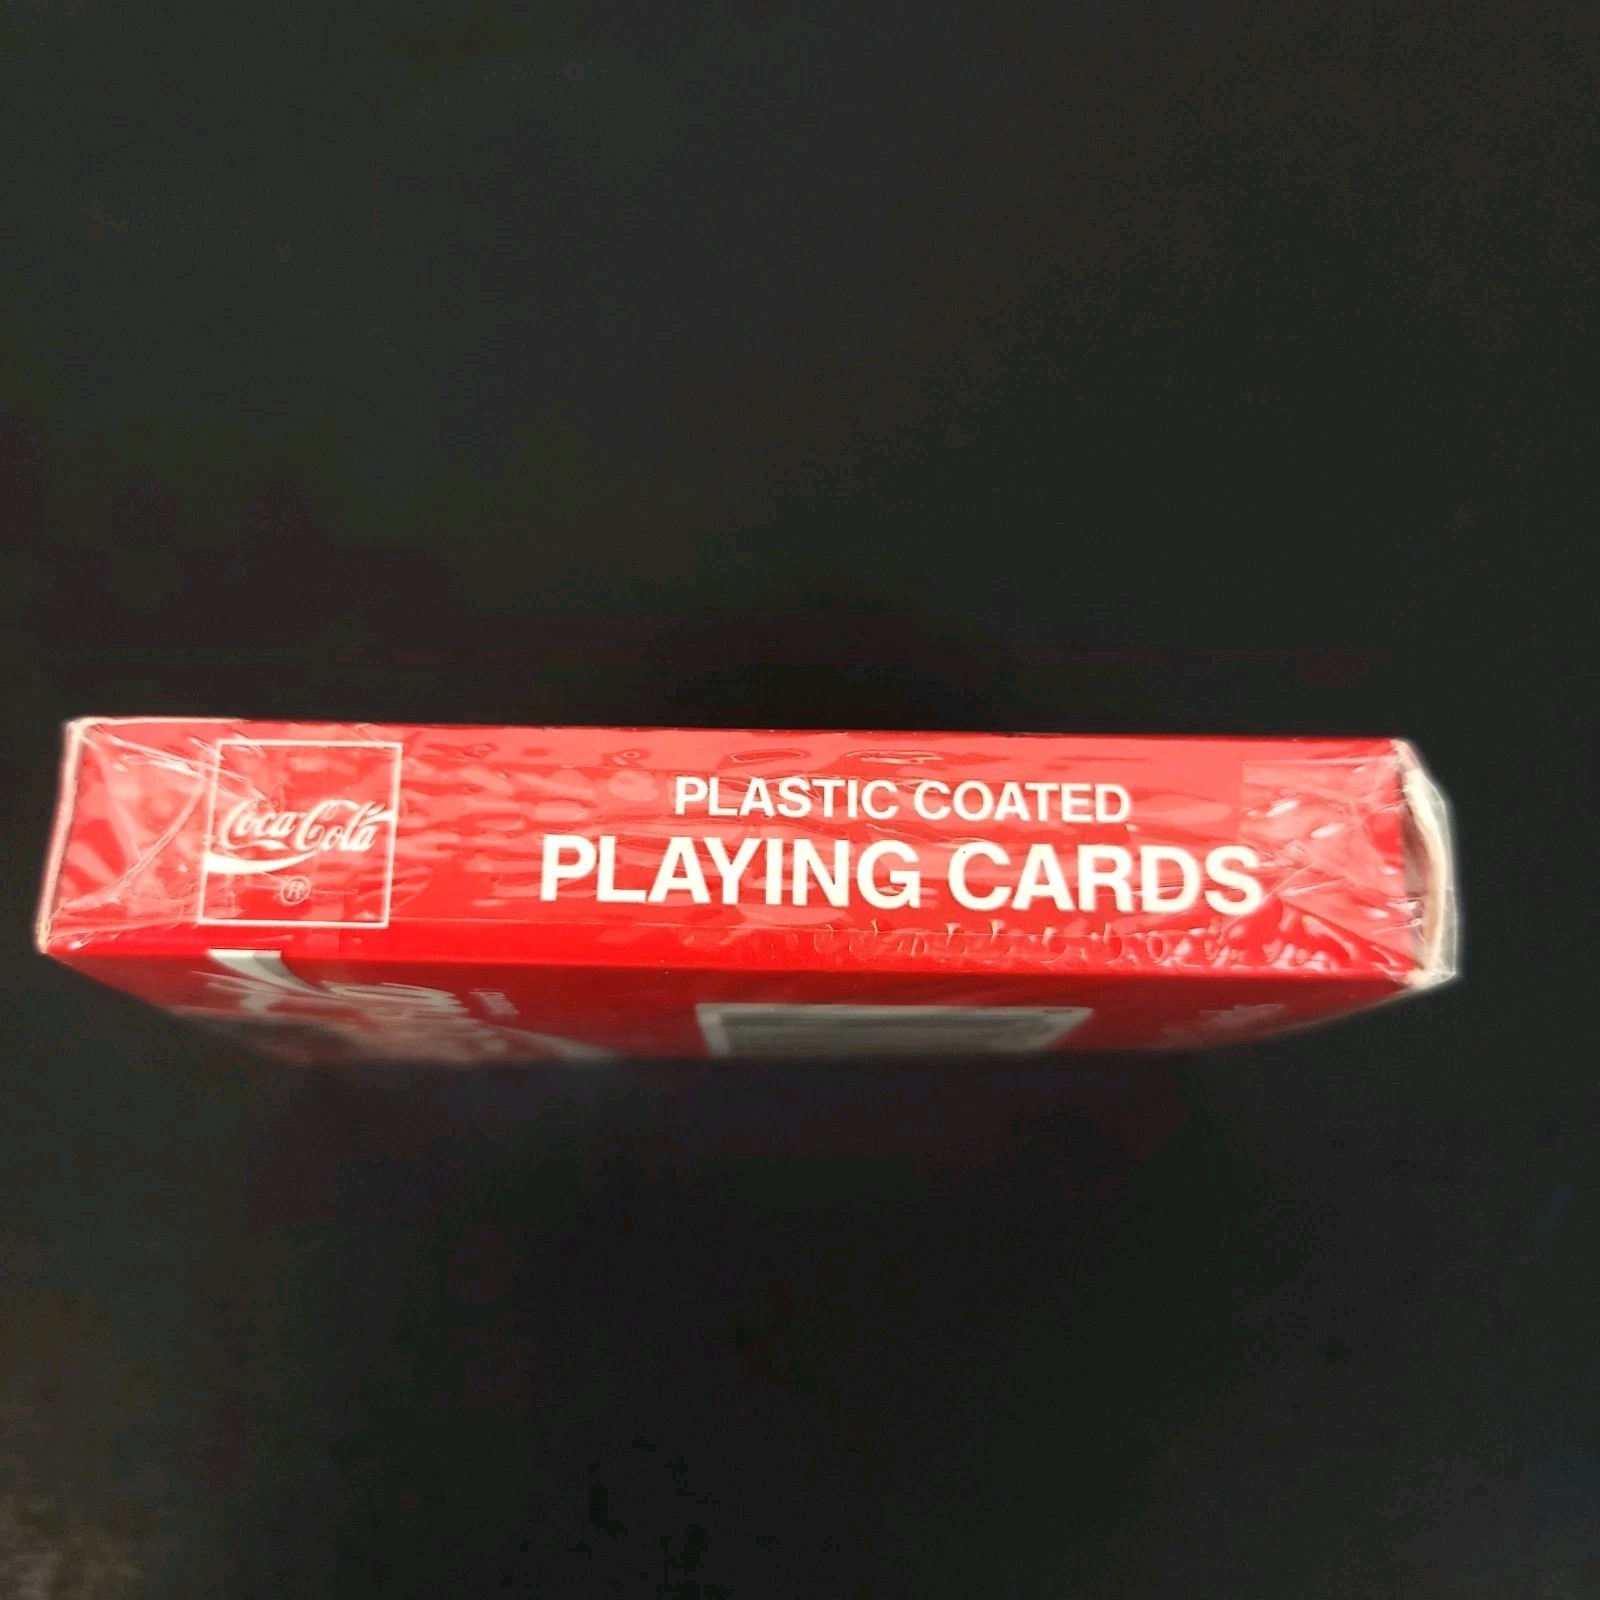 Coca-Cola
®
PLASTIC COATED
PLAYING CARDS